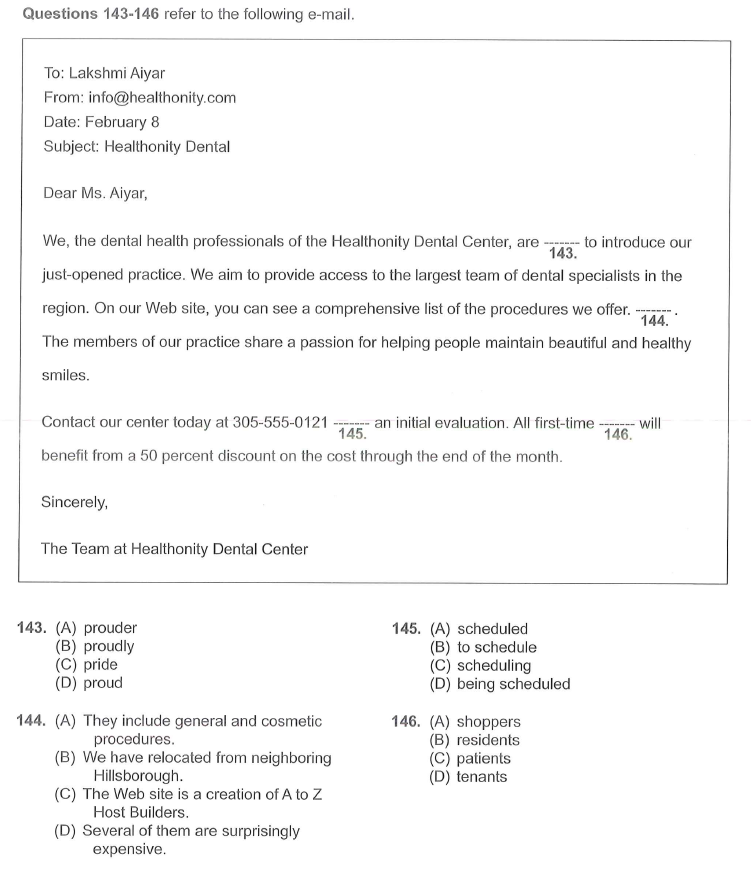 Questions 143-146 refer to the following e-mail.
To: Lakshmi Aiyar
From: info@healthonity.com
Date: February 8
Subject: Healthonity Dental
Dear Ms. Aiyar,
We, the dental health professionals of the Healthonity Dental Center, are ------- to introduce our
143.
just-opened practice. We aim to provide access to the largest team of dental specialists in the
region. On our Web site, you can see a comprehensive list of the procedures we offer. ------- .
144.
The members of our practice share a passion for helping people maintain beautiful and healthy
smiles.
Contact our center today at 305-555-0121 ------- an initial evaluation. All first-time ------- will
145. 146.
benefit from a 50 percent discount on the cost through the end of the month.
Sincerely,
The Team at Healthonity Dental Center
143. (A) prouder
(B) proudly
(C) pride
(D) proud
144. (A) They include general and cosmetic
procedures.
(B) We have relocated from neighboring
Hillsborough.
(C) The Web site is a creation of A to Z
Host Builders.
(D) Several of them are surprisingly
expensive.
145. (A) scheduled
(B) to schedule
(C) scheduling
(D) being scheduled
146. (A) shoppers
(B) residents
(C) patients
(D) tenants